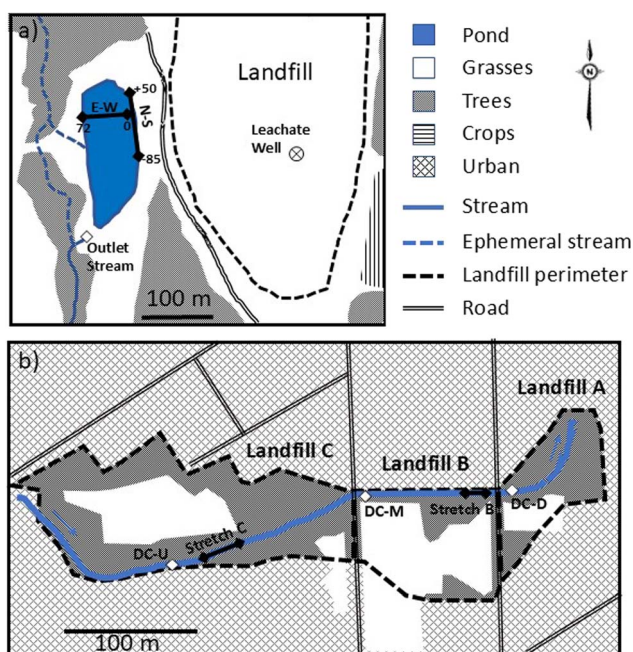 a)
Landfill
+50
E-W
N-S
72
0
-85
Leachate
Well
Outlet
Stream
100 m
Pond
Grasses
Trees
Crops
Urban
Stream
Ephemeral stream
Landfill perimeter
Road
N
b)
Landfill A
Landfill C
Landfill B
DC-M
Stretch B
DC-D
DC-U
Stretch C
100 m